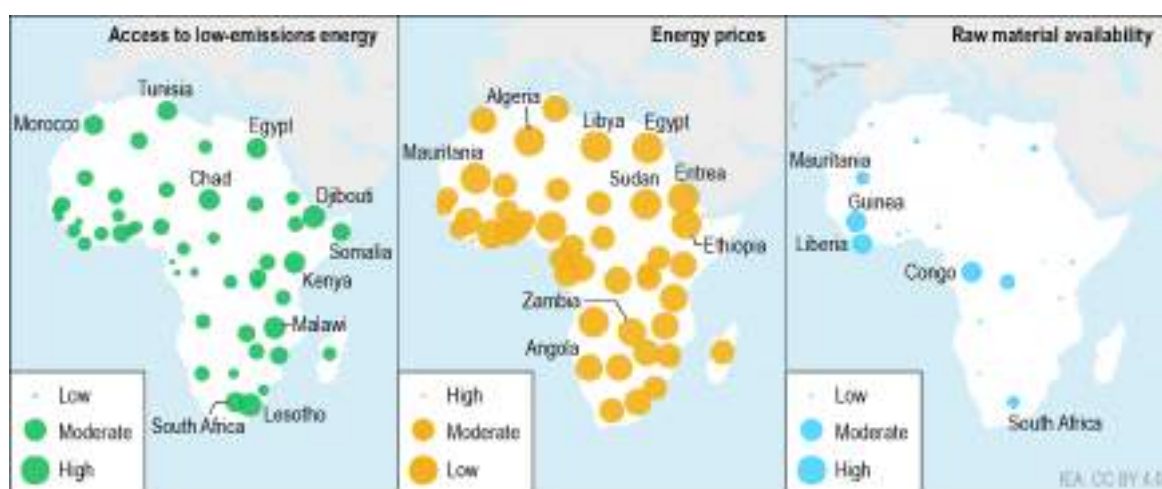 Access to low-emissions energy
Tunisia
Morocco
Egypt
Chad
Djibouti
Somalia
Kenya
Malawi
South Africa
Lesotho
Low
Moderate
High
Energy prices
Algeria
Libya
Egypt
Mauritania
Sudan
Eritrea
Ethiopia
Zambia
Angola
High
Moderate
Low
Raw material availability
Mauritania
Guinea
Liberia
Congo
South Africa
Low
Moderate
High
IEA. CC BY 4.0